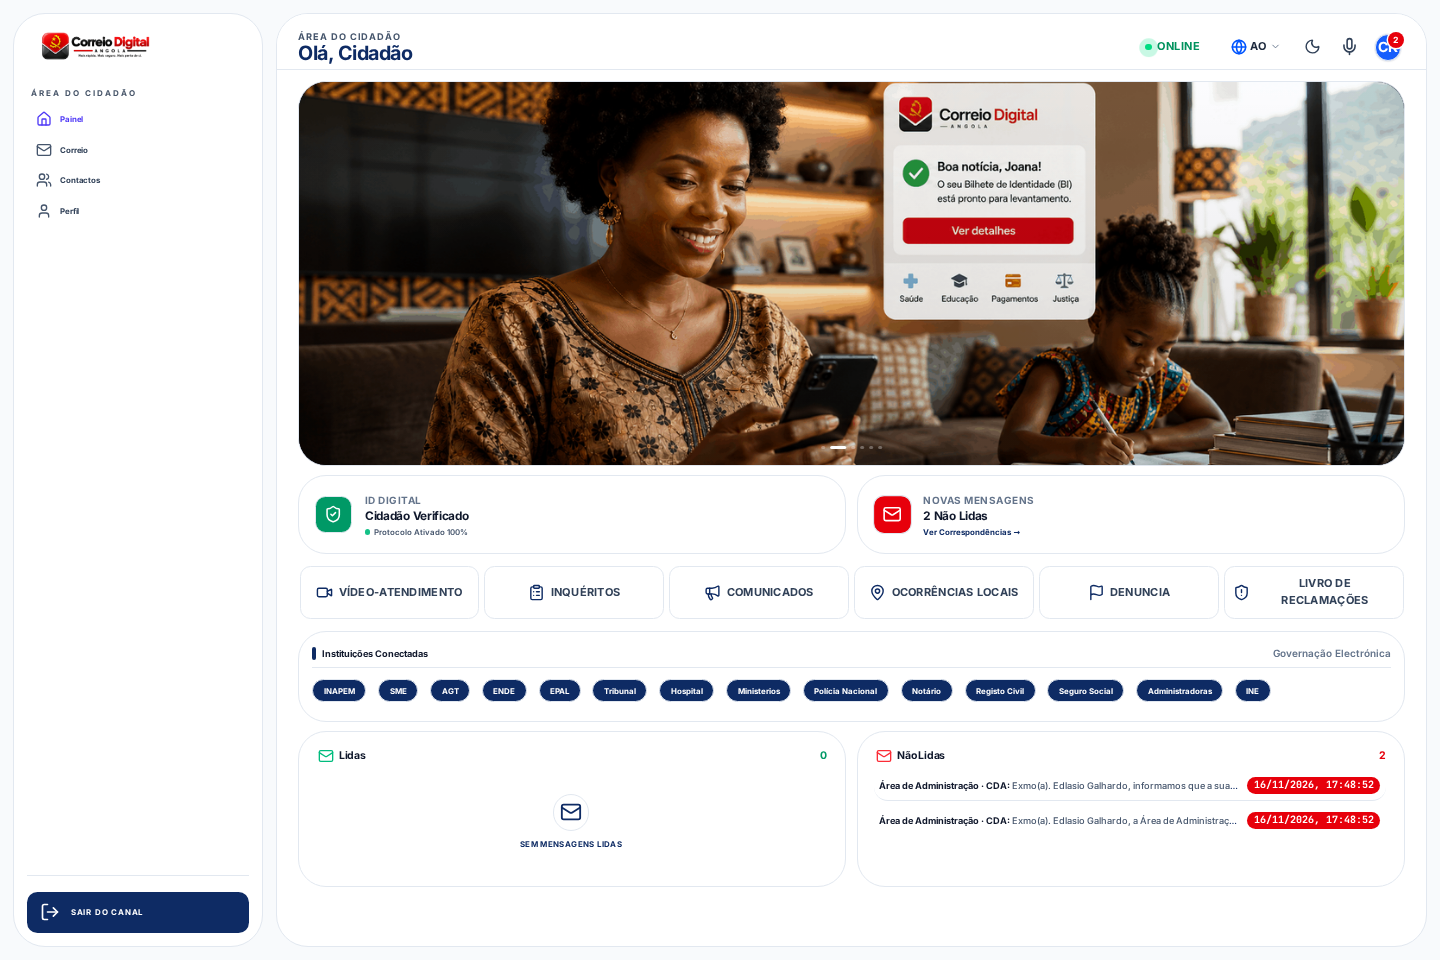 Correio Digital
ANGOLA
ÁREA DO CIDADÃO
Painel
Correio
Contactos
Perfil
SAIR DO CANAL
ÁREA DO CIDADÃO
Olá, Cidadão
ONLINE
AO
2
Correio Digital
ANGOLA
Boa notícia, Joana!
O seu Bilhete de Identidade (BI)
está pronto para levantamento.
Ver detalhes
Saúde Educação Pagamentos Justiça
ID DIGITAL
Cidadão Verificado
Protocolo Ativado 100%
NOVAS MENSAGENS
2 Não Lidas
Ver Correspondências →
VÍDEO-ATENDIMENTO
INQUÉRITOS
COMUNICADOS
OCORRÊNCIAS LOCAIS
DENUNCIA
LIVRO DE
RECLAMAÇÕES
Instituições Conectadas
Governação Electrónica
INAPEM SME AGT ENDE EPAL Tribunal Hospital Ministerios Polícia Nacional Notário Registo Civil Seguro Social Administradoras INE
Lidas 0
SEM MENSAGENS LIDAS
Não Lidas 2
Área de Administração · CDA: Exmo(a). Edlasio Galhardo, informamos que a sua... 16/11/2026, 17:48:52
Área de Administração · CDA: Exmo(a). Edlasio Galhardo, a Área de Administraç... 16/11/2026, 17:48:52